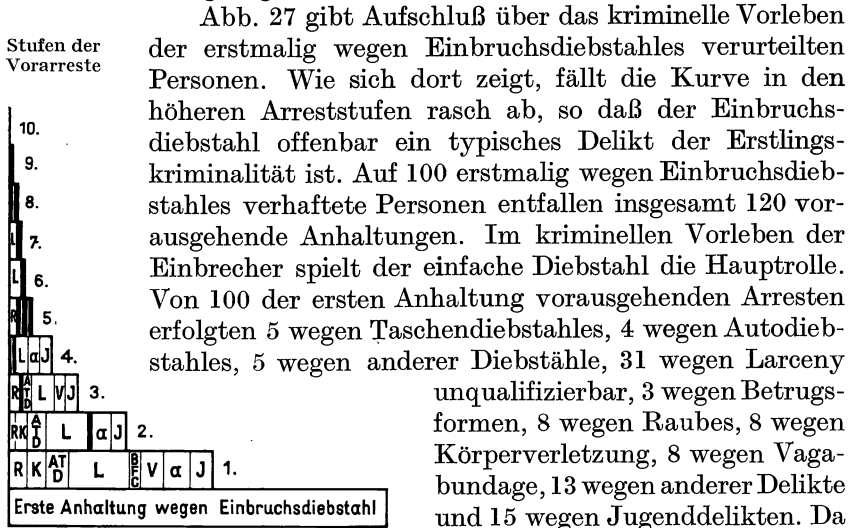 Abb. 27 gibt Aufschluß über das kriminelle Vorleben
der erstmalig wegen Einbruchsdiebstahles verurteilten
Personen. Wie sich dort zeigt, fällt die Kurve in den
höheren Arreststufen rasch ab, so daß der Einbruchs-
diebstahl offenbar ein typisches Delikt der Erstlings-
kriminalität ist. Auf 100 erstmalig wegen Einbruchsdieb-
stahles verhaftete Personen entfallen insgesamt 120 vor-
ausgehende Anhaltungen. Im kriminellen Vorleben der
Einbrecher spielt der einfache Diebstahl die Hauptrolle.
Von 100 der ersten Anhaltung vorausgehenden Arresten
erfolgten 5 wegen Taschendiebstahles, 4 wegen Autodieb-
stahles, 5 wegen anderer Diebstähle, 31 wegen Larceny
unqualifizierbar, 3 wegen Betrugs-
formen, 8 wegen Raubes, 8 wegen
Körperverletzung, 8 wegen Vaga-
bundage, 13 wegen anderer Delikte
und 15 wegen Jugenddelikten. Da
Stufen der
Vorarreste
10.
9.
8.
L 7.
L 6.
R 5.
L a J 4.
R A T D L V J 3.
R K A T D L a J 2.
R K A T D L B F C V a J 1.
Erste Anhaltung wegen Einbruchsdiebstahl